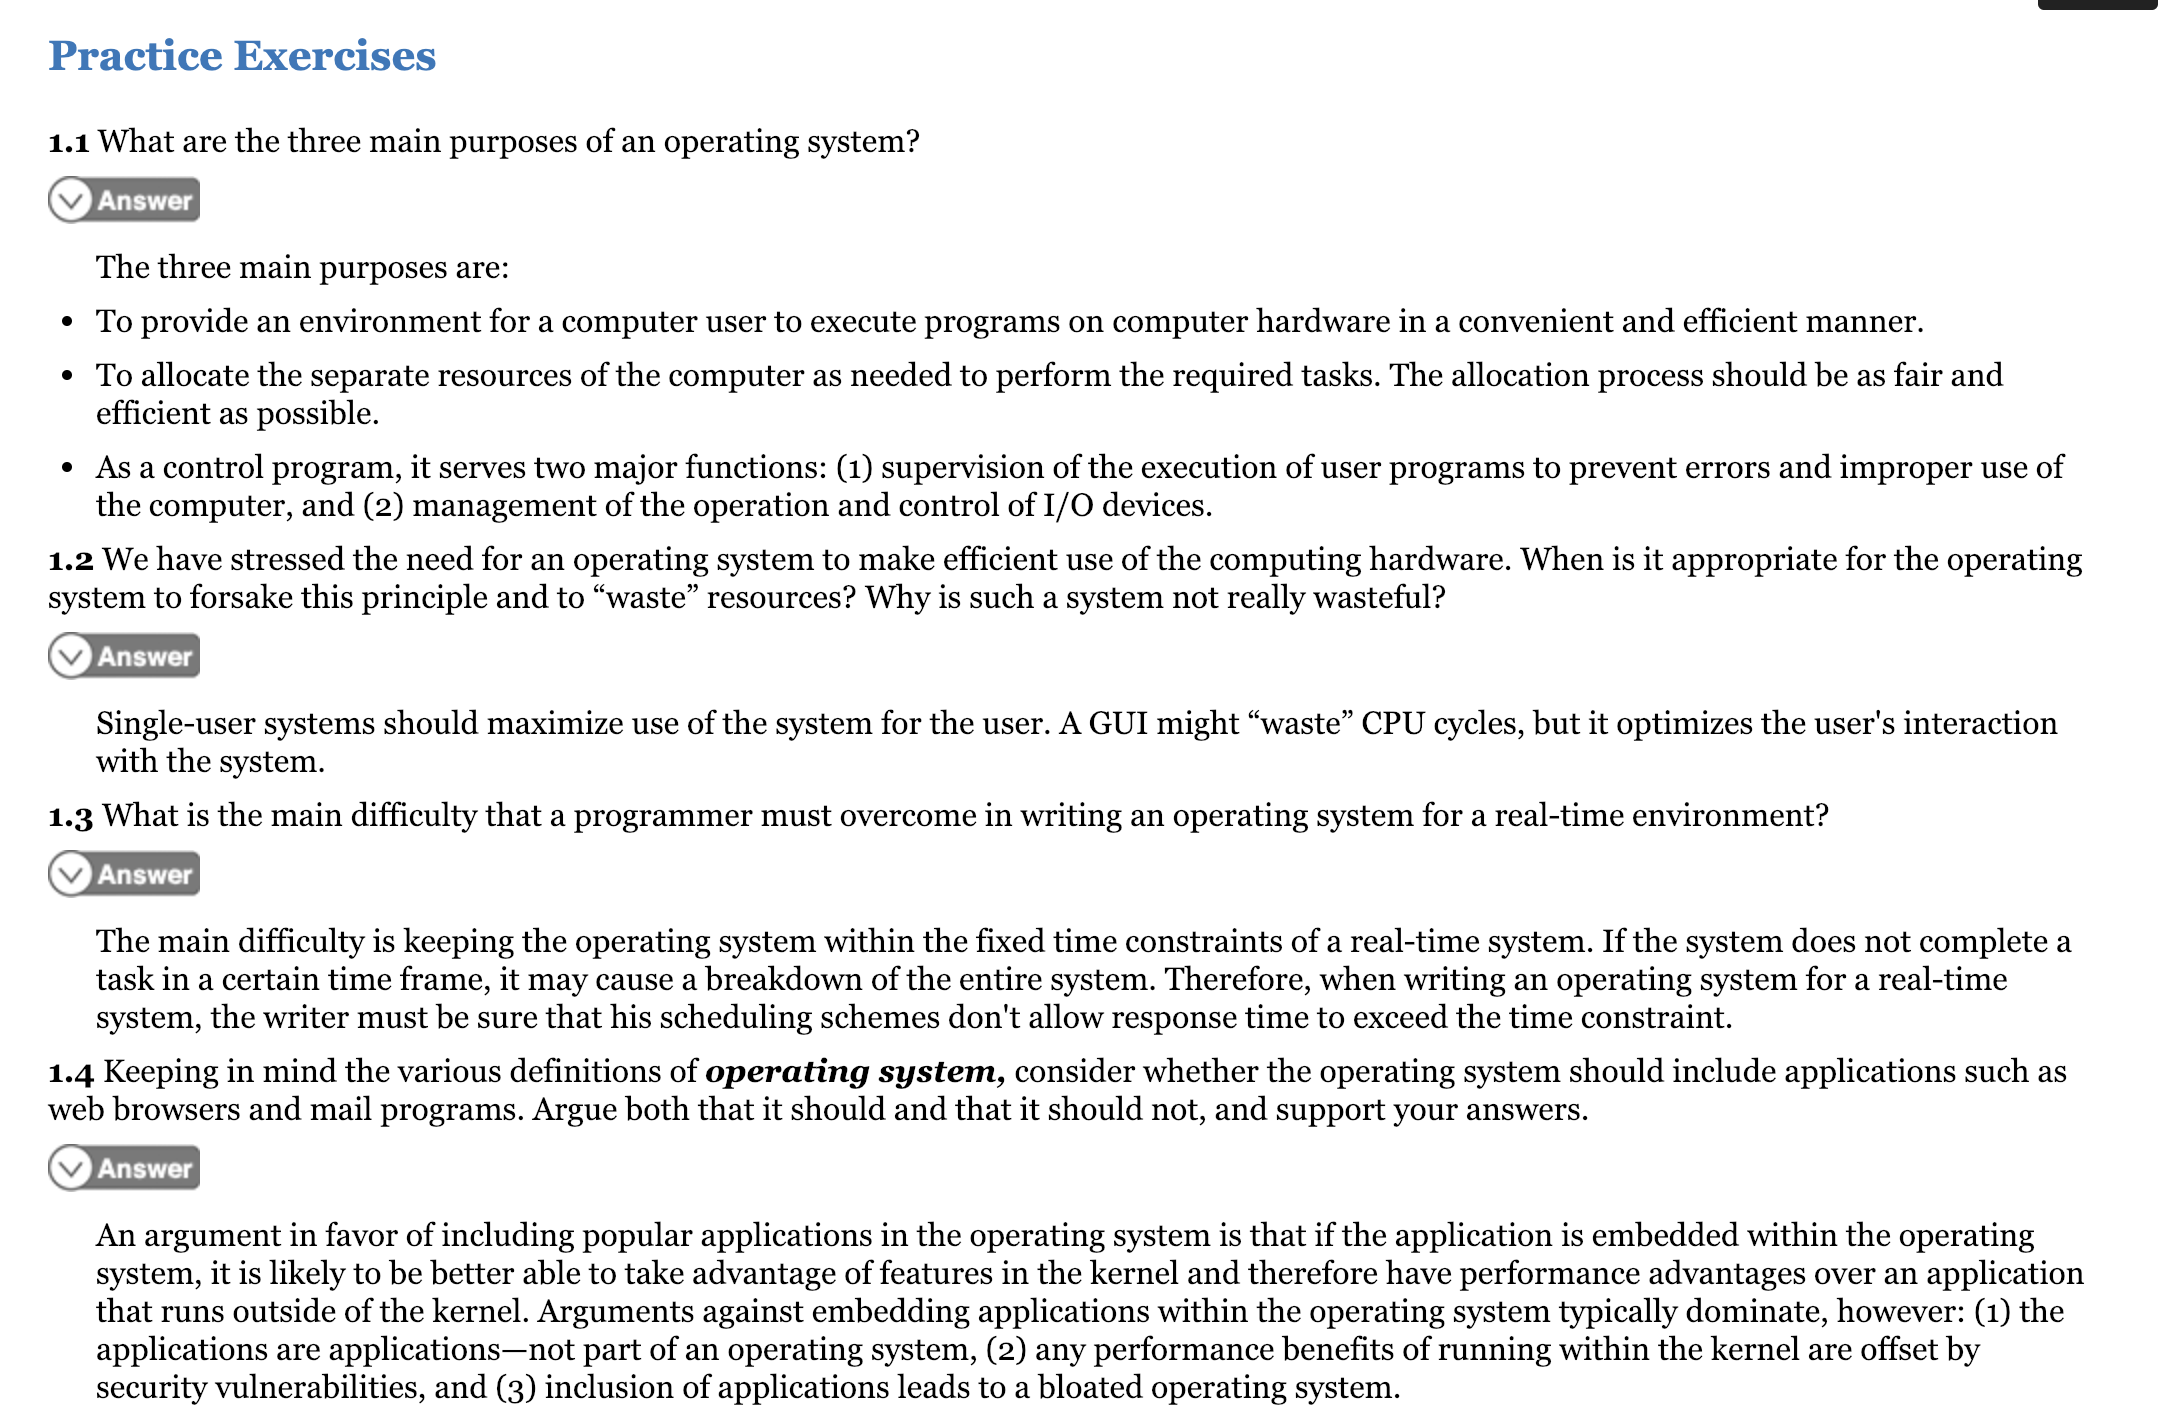 Practice Exercises
1.1 What are the three main purposes of an operating system?
Answer
The three main purposes are:
• To provide an environment for a computer user to execute programs on computer hardware in a convenient and efficient manner.
• To allocate the separate resources of the computer as needed to perform the required tasks. The allocation process should be as fair and
efficient as possible.
• As a control program, it serves two major functions: (1) supervision of the execution of user programs to prevent errors and improper use of
the computer, and (2) management of the operation and control of I/O devices.
1.2 We have stressed the need for an operating system to make efficient use of the computing hardware. When is it appropriate for the operating
system to forsake this principle and to “waste” resources? Why is such a system not really wasteful?
Answer
Single-user systems should maximize use of the system for the user. A GUI might “waste” CPU cycles, but it optimizes the user's interaction
with the system.
1.3 What is the main difficulty that a programmer must overcome in writing an operating system for a real-time environment?
Answer
The main difficulty is keeping the operating system within the fixed time constraints of a real-time system. If the system does not complete a
task in a certain time frame, it may cause a breakdown of the entire system. Therefore, when writing an operating system for a real-time
system, the writer must be sure that his scheduling schemes don't allow response time to exceed the time constraint.
1.4 Keeping in mind the various definitions of operating system, consider whether the operating system should include applications such as
web browsers and mail programs. Argue both that it should and that it should not, and support your answers.
Answer
An argument in favor of including popular applications in the operating system is that if the application is embedded within the operating
system, it is likely to be better able to take advantage of features in the kernel and therefore have performance advantages over an application
that runs outside of the kernel. Arguments against embedding applications within the operating system typically dominate, however: (1) the
applications are applications—not part of an operating system, (2) any performance benefits of running within the kernel are offset by
security vulnerabilities, and (3) inclusion of applications leads to a bloated operating system.